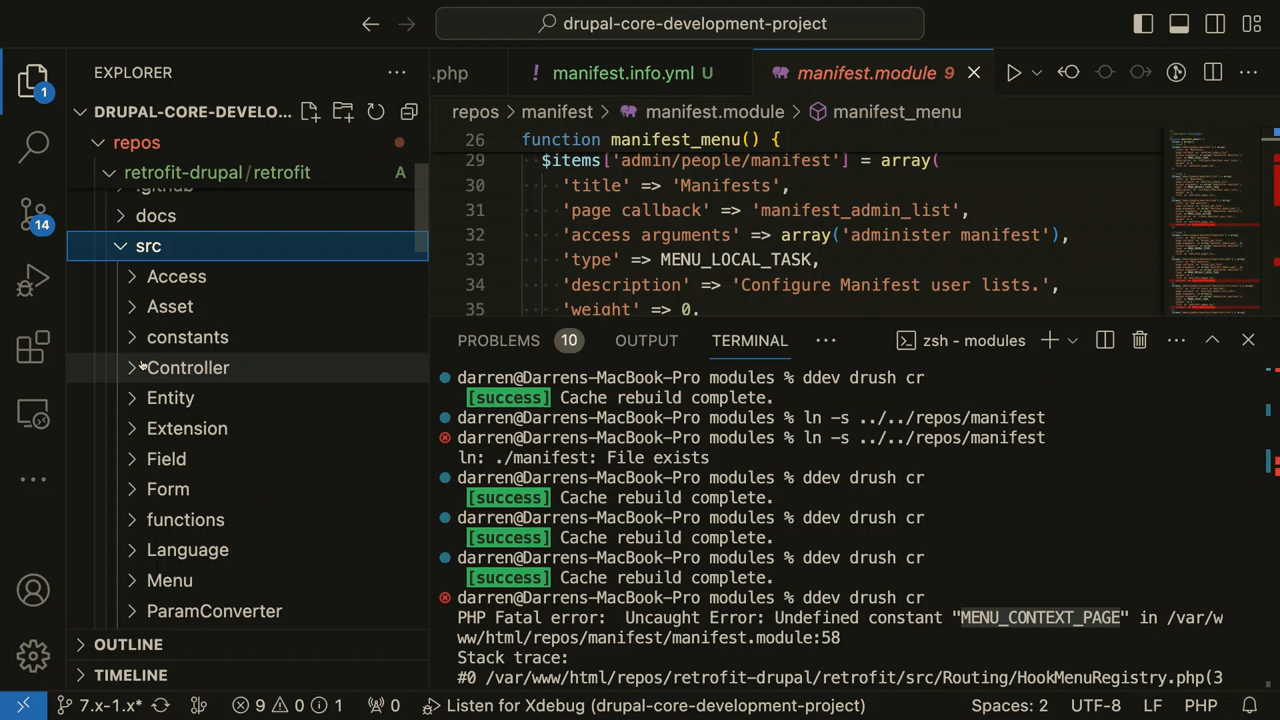 drupal-core-development-project
EXPLORER
DRUPAL-CORE-DEVELO...
repos
retrofit-drupal/retrofit A
.github
docs
src
Access
Asset
constants
Controller
Entity
Extension
Field
Form
functions
Language
Menu
ParamConverter
OUTLINE
TIMELINE
1
14
.php
! manifest.info.yml U
manifest.module 9
repos > manifest > manifest.module > manifest_menu
26 function manifest_menu() {
29 $items['admin/people/manifest'] = array(
30 'title' => 'Manifests',
31 'page callback' => 'manifest_admin_list',
32 'access arguments' => array('administer manifest'),
33 'type' => MENU_LOCAL_TASK,
34 'description' => 'Configure Manifest user lists.',
35 'weight' => 0,
PROBLEMS 10 OUTPUT TERMINAL zsh - modules
darren@Darrens-MacBook-Pro modules % ddev drush cr
[success] Cache rebuild complete.
darren@Darrens-MacBook-Pro modules % ln -s ../../repos/manifest
darren@Darrens-MacBook-Pro modules % ln -s ../../repos/manifest
ln: ./manifest: File exists
darren@Darrens-MacBook-Pro modules % ddev drush cr
[success] Cache rebuild complete.
darren@Darrens-MacBook-Pro modules % ddev drush cr
[success] Cache rebuild complete.
darren@Darrens-MacBook-Pro modules % ddev drush cr
[success] Cache rebuild complete.
darren@Darrens-MacBook-Pro modules % ddev drush cr
PHP Fatal error:  Uncaught Error: Undefined constant "MENU_CONTEXT_PAGE" in /var/w
ww/html/repos/manifest/manifest.module:58
Stack trace:
#0 /var/www/html/repos/retrofit-drupal/retrofit/src/Routing/HookMenuRegistry.php(3
7.x-1.x* 9 0 1 0 Listen for Xdebug (drupal-core-development-project) Spaces: 2 UTF-8 LF PHP